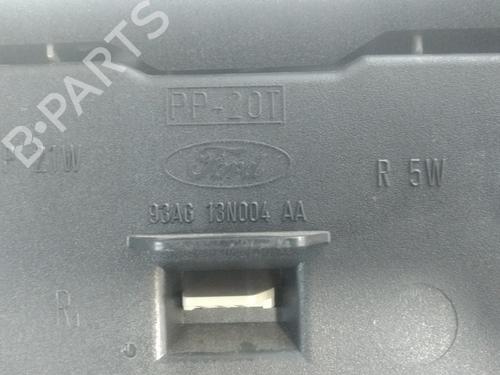 PP-20T
Ford
P 21W
R 5W
93AG 13N004 AA
R
B-PARTS